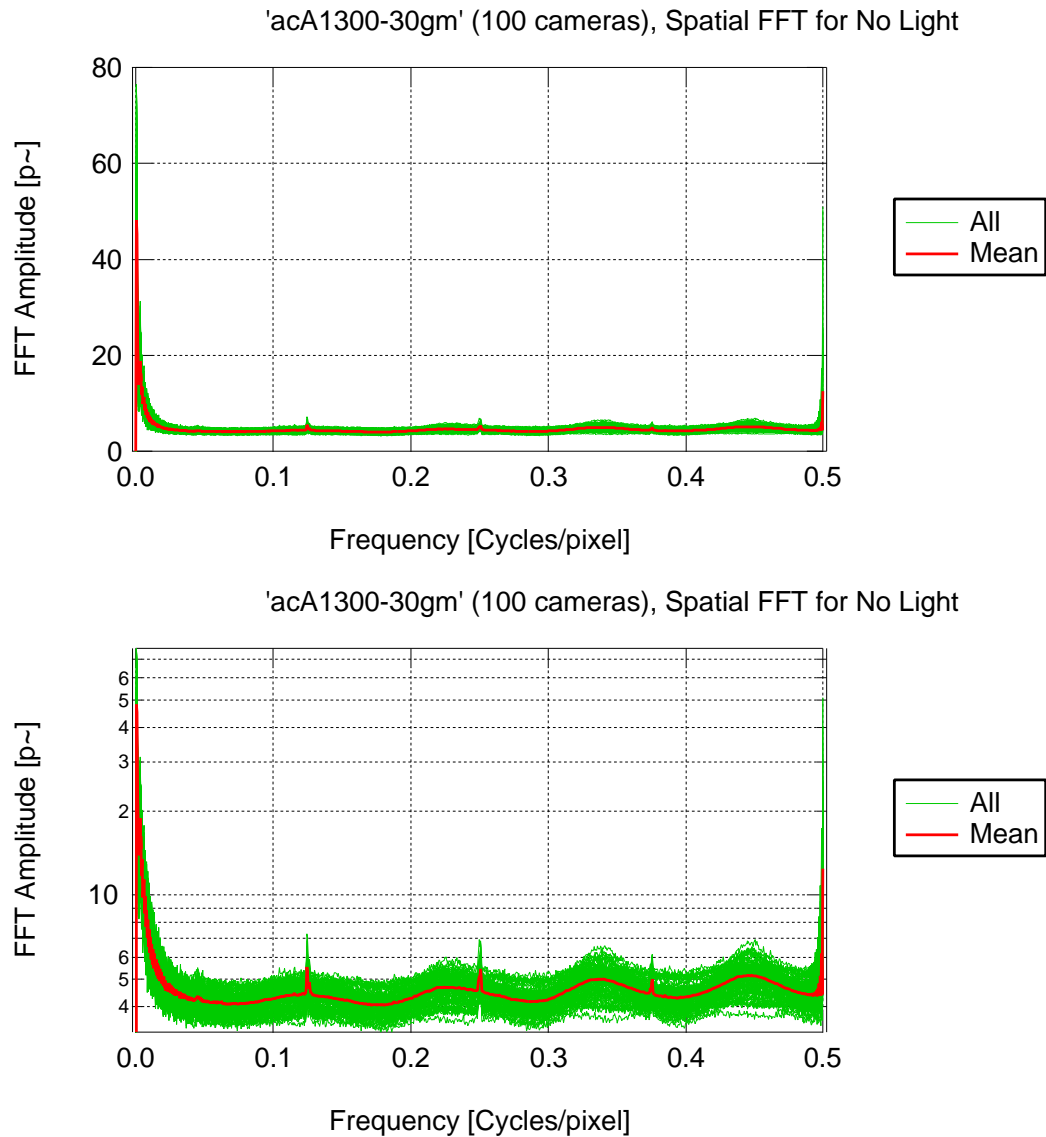 'acA1300-30gm' (100 cameras), Spatial FFT for No Light
80
60
40
20
0
FFT Amplitude [p~]
0.0 0.1 0.2 0.3 0.4 0.5
Frequency [Cycles/pixel]
All
Mean
'acA1300-30gm' (100 cameras), Spatial FFT for No Light
6
5
4
3
2
10
6
5
4
FFT Amplitude [p~]
0.0 0.1 0.2 0.3 0.4 0.5
Frequency [Cycles/pixel]
All
Mean